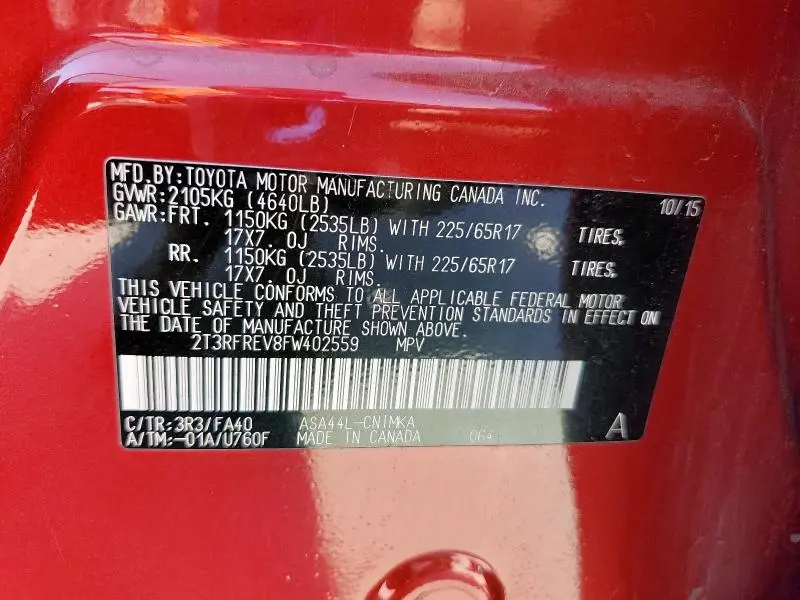 MFD.BY:TOYOTA MOTOR MANUFACTURING CANADA INC.
GVWR:2105KG (4640LB) 10/15
GAWR:FRT. 1150KG (2535LB) WITH 225/65R17 TIRES,
17X7.0J RIMS.
RR. 1150KG (2535LB) WITH 225/65R17 TIRES,
17X7.0J RIMS.
THIS VEHICLE CONFORMS TO ALL APPLICABLE FEDERAL MOTOR
VEHICLE SAFETY AND THEFT PREVENTION STANDARDS IN EFFECT ON
THE DATE OF MANUFACTURE SHOWN ABOVE.
2T3RFREV8FW402559 MPV
C/TR:3R3/FA40 ASA44L-CNTMKA
A/TM:-01A/U760F MADE IN CANADA 064 A